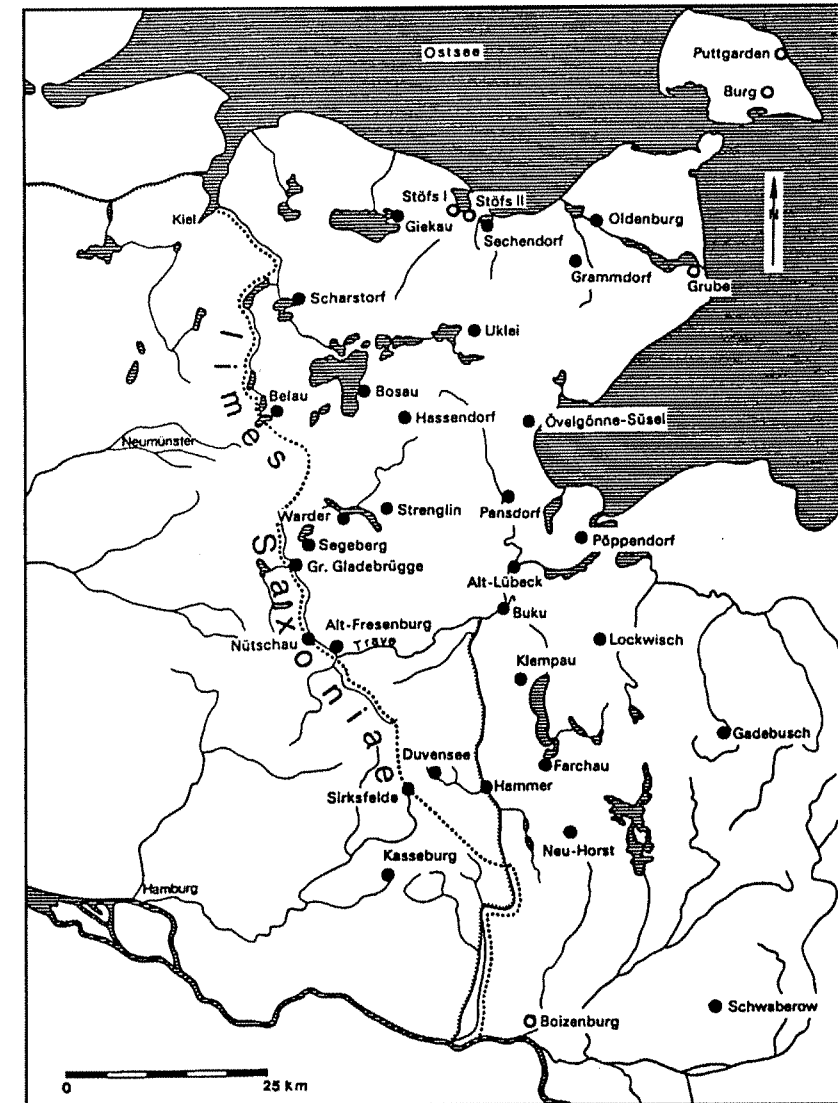 Ostsee
Puttgarden
Burg
N
Stöfs I
Stöfs II
Kiel
Giekau
Sechendorf
Oldenburg
Grammdorf
Grube
Scharstorf
Uklei
Belau
Bosau
Hassendorf
Övelgönne-Süsel
Neumünster
limes Saxoniae
Warder
Strenglin
Pansdorf
Segeberg
Pöppendorf
Gr. Gladebrügge
Alt-Lübeck
Buku
Alt-Fresenburg
Nütschau
Trave
Lockwisch
Klempau
Gadebusch
Duvensee
Farchau
Sirksfelde
Hammer
Neu-Horst
Kasseburg
Hamburg
Schwaberow
Boizenburg
0 25 km